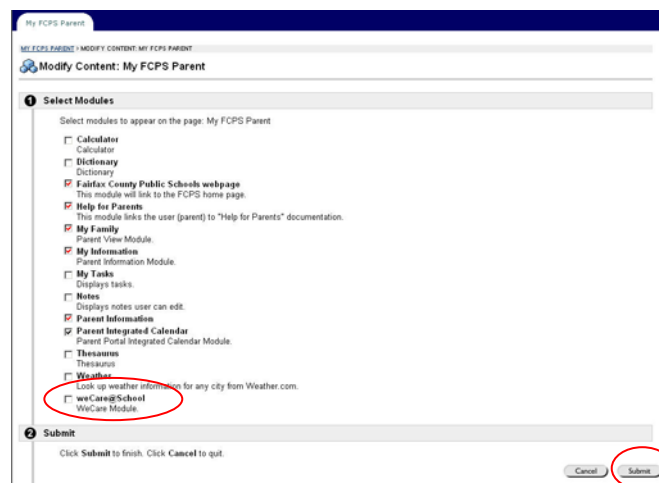 My FCPS Parent
MY FCPS PARENT > MODIFY CONTENT: MY FCPS PARENT
Modify Content: My FCPS Parent
1 Select Modules
Select modules to appear on the page: My FCPS Parent
Calculator
Calculator
Dictionary
Dictionary
Fairfax County Public Schools webpage
This module will link to the FCPS home page.
Help for Parents
This module links the user (parent) to "Help for Parents" documentation.
My Family
Parent View Module.
My Information
Parent Information Module.
My Tasks
Displays tasks.
Notes
Displays notes user can edit.
Parent Information
Parent Integrated Calendar
Parent Portal Integrated Calendar Module.
Thesaurus
Thesaurus
Weather
Look up weather information for any city from Weather.com.
weCare@School
WeCare Module.
2 Submit
Click Submit to finish. Click Cancel to quit.
Cancel Submit